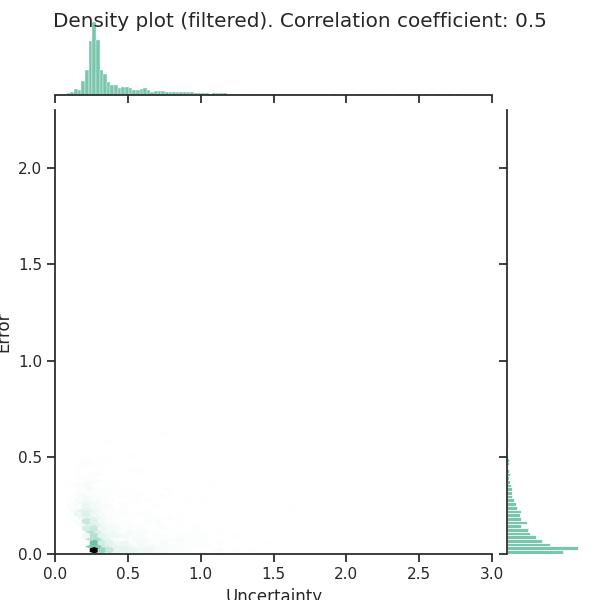 Density plot (filtered). Correlation coefficient: 0.5
2.0
1.5
1.0
0.5
0.0
Error
0.0 0.5 1.0 1.5 2.0 2.5 3.0
Uncertainty